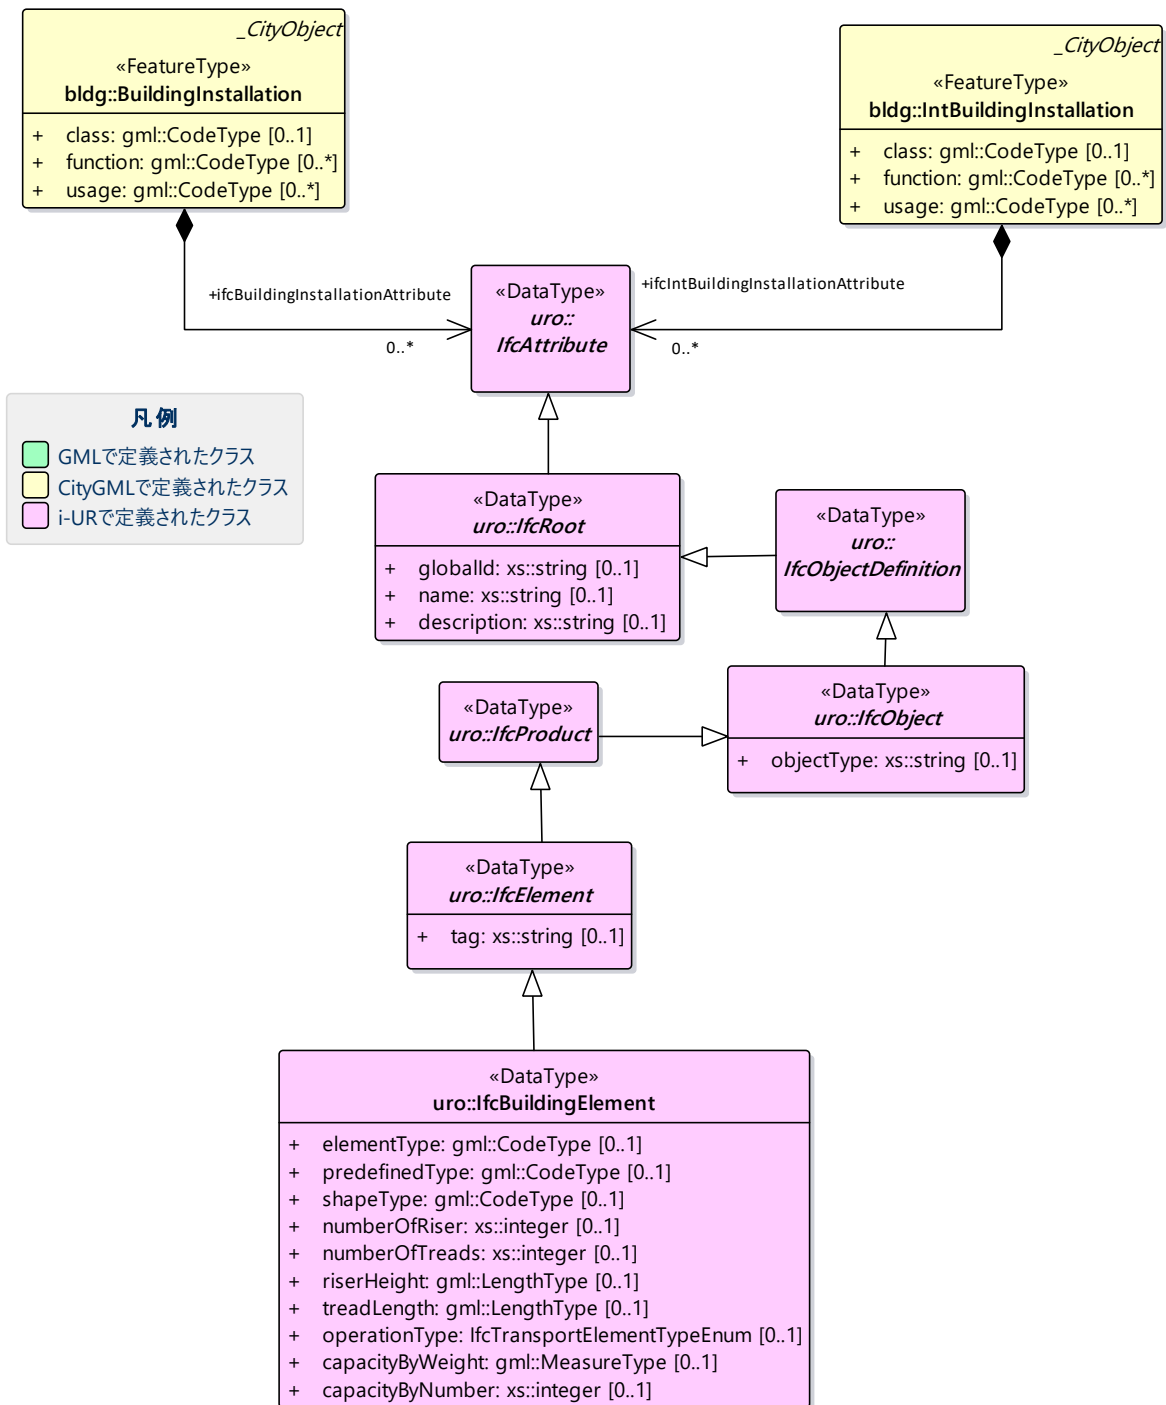 _CityObject
«FeatureType»
bldg::BuildingInstallation
+ class: gml::CodeType [0..1]
+ function: gml::CodeType [0..*]
+ usage: gml::CodeType [0..*]
_CityObject
«FeatureType»
bldg::IntBuildingInstallation
+ class: gml::CodeType [0..1]
+ function: gml::CodeType [0..*]
+ usage: gml::CodeType [0..*]
+ifcBuildingInstallationAttribute
0..*
«DataType»
uro::
IfcAttribute
+ifcIntBuildingInstallationAttribute
0..*
凡例
GMLで定義されたクラス
CityGMLで定義されたクラス
i-URで定義されたクラス
«DataType»
uro::IfcRoot
+ globalId: xs::string [0..1]
+ name: xs::string [0..1]
+ description: xs::string [0..1]
«DataType»
uro::
IfcObjectDefinition
«DataType»
uro::IfcProduct
«DataType»
uro::IfcObject
+ objectType: xs::string [0..1]
«DataType»
uro::IfcElement
+ tag: xs::string [0..1]
«DataType»
uro::IfcBuildingElement
+ elementType: gml::CodeType [0..1]
+ predefinedType: gml::CodeType [0..1]
+ shapeType: gml::CodeType [0..1]
+ numberOfRiser: xs::integer [0..1]
+ numberOfTreads: xs::integer [0..1]
+ riserHeight: gml::LengthType [0..1]
+ treadLength: gml::LengthType [0..1]
+ operationType: IfcTransportElementTypeEnum [0..1]
+ capacityByWeight: gml::MeasureType [0..1]
+ capacityByNumber: xs::integer [0..1]